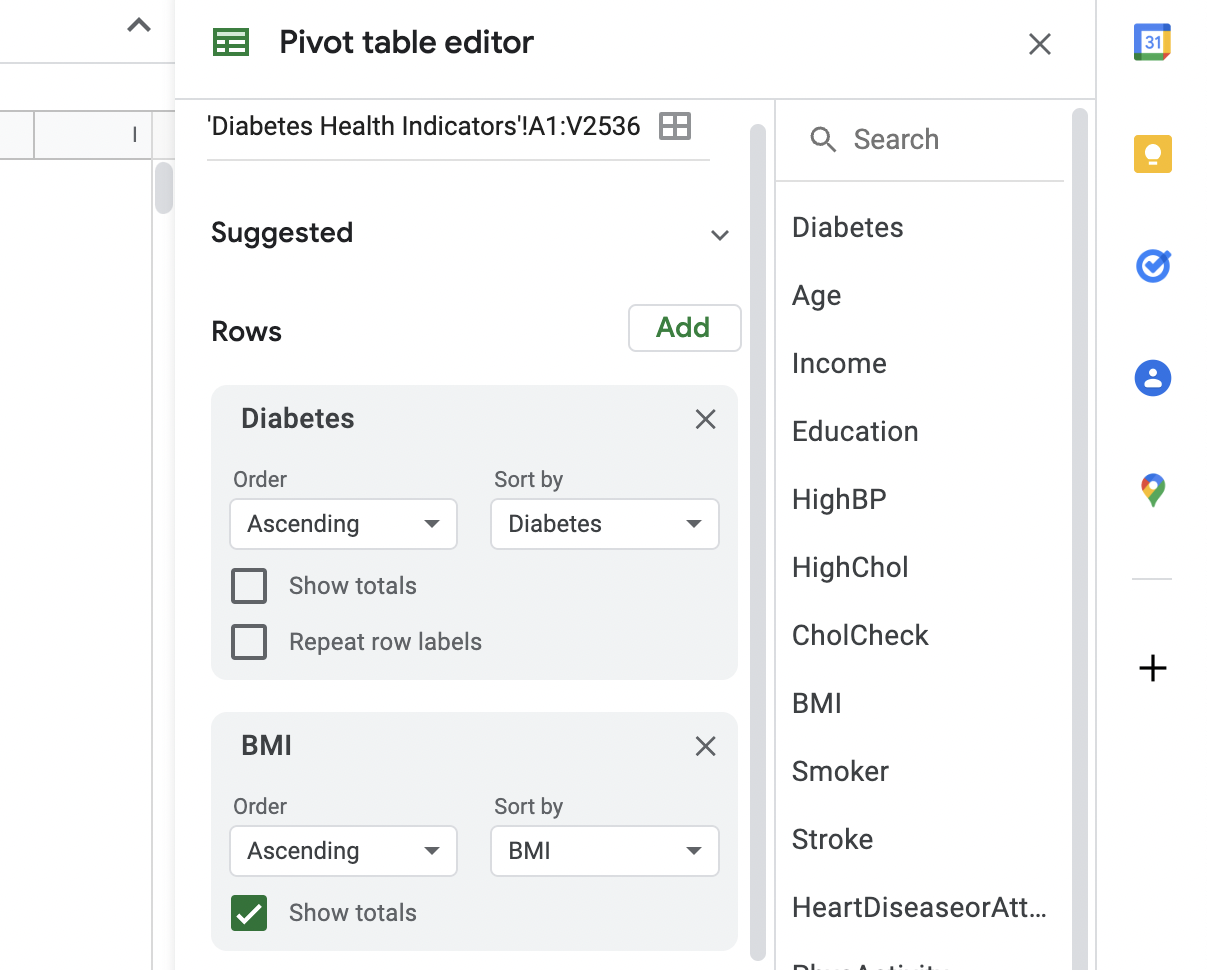 Pivot table editor
'Diabetes Health Indicators'!A1:V2536
Suggested
Rows
Add
Diabetes
Order
Sort by
Ascending
Diabetes
Show totals
Repeat row labels
BMI
Order
Sort by
Ascending
BMI
Show totals
Search
Diabetes
Age
Income
Education
HighBP
HighChol
CholCheck
BMI
Smoker
Stroke
HeartDiseaseorAtt...
I
31